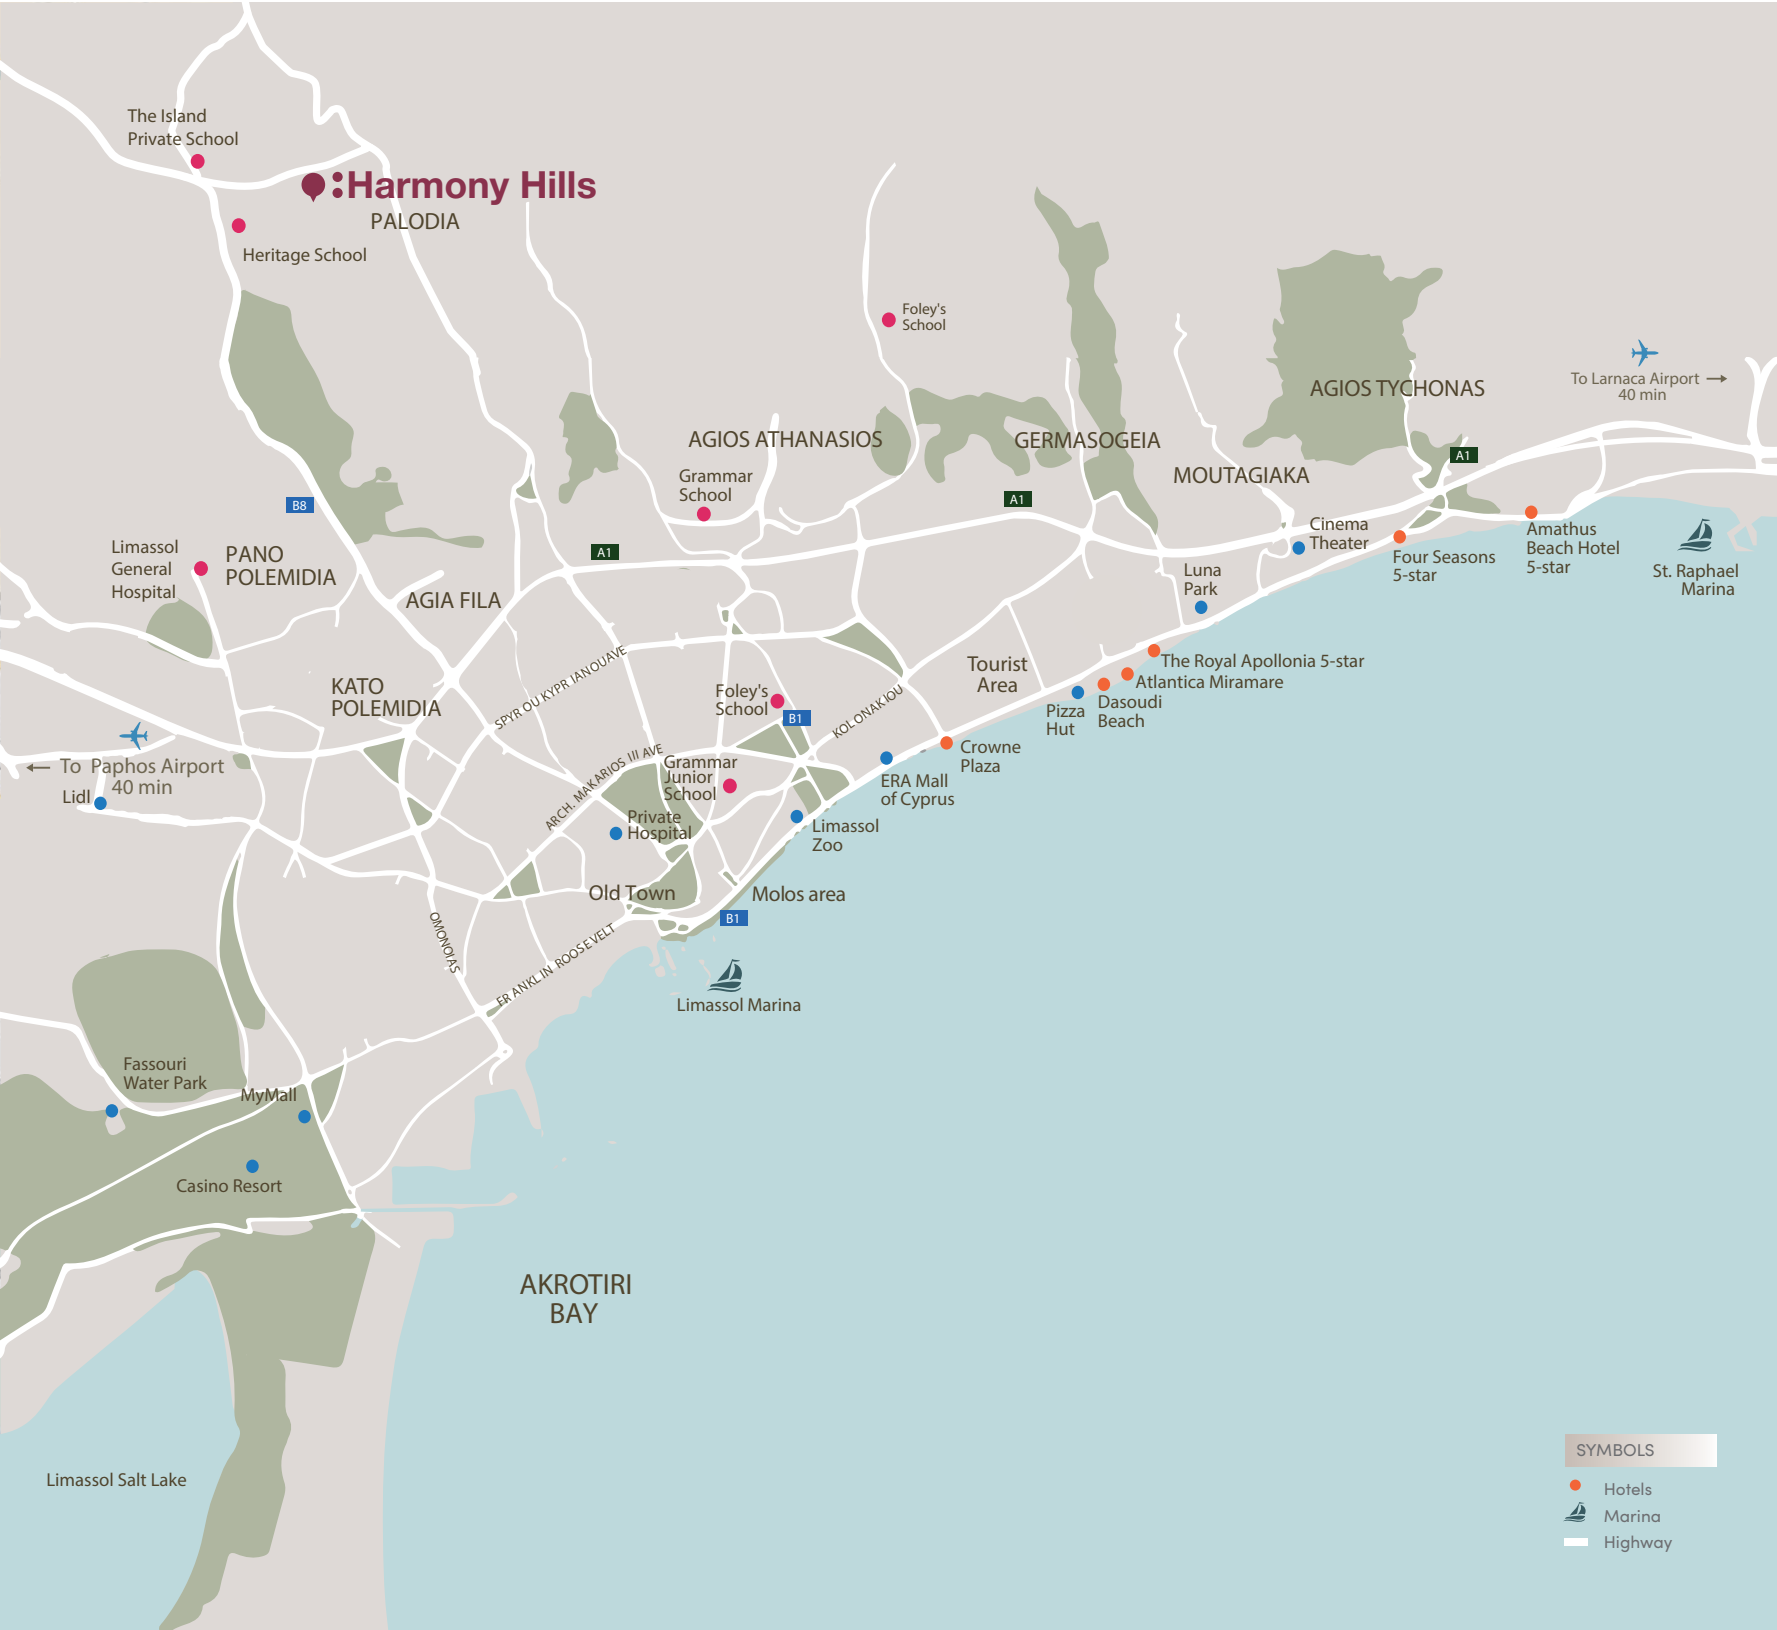 The Island
Private School
:Harmony Hills
PALODIA
Heritage School
Foley's
School
To Larnaca Airport →
40 min
AGIOS TYCHONAS
AGIOS ATHANASIOS
GERMASOGEIA
MOUTAGIAKA
A1
Grammar
School
B8
A1
A1
Cinema
Theater
Four Seasons
5-star
Amathus
Beach Hotel
5-star
St. Raphael
Marina
Limassol
General
Hospital
PANO
POLEMIDIA
AGIA FILA
Luna
Park
SPYR OU KYPR IANOUAVE
Tourist
Area
The Royal Apollonia 5-star
Atlantica Miramare
Dasoudi
Beach
Pizza
Hut
KATO
POLEMIDIA
Foley's
School
B1
KOLONAKIOU
Crowne
Plaza
← To Paphos Airport
40 min
Lidl
ARCH. MAKARIOS III AVE
Grammar
Junior
School
ERA Mall
of Cyprus
Private
Hospital
Limassol
Zoo
Old Town
Molos area
B1
OMONOIAS
FR ANKL IN ROOSEVELT
Limassol Marina
Fassouri
Water Park
MyMall
Casino Resort
AKROTIRI
BAY
Limassol Salt Lake
SYMBOLS
Hotels
Marina
Highway